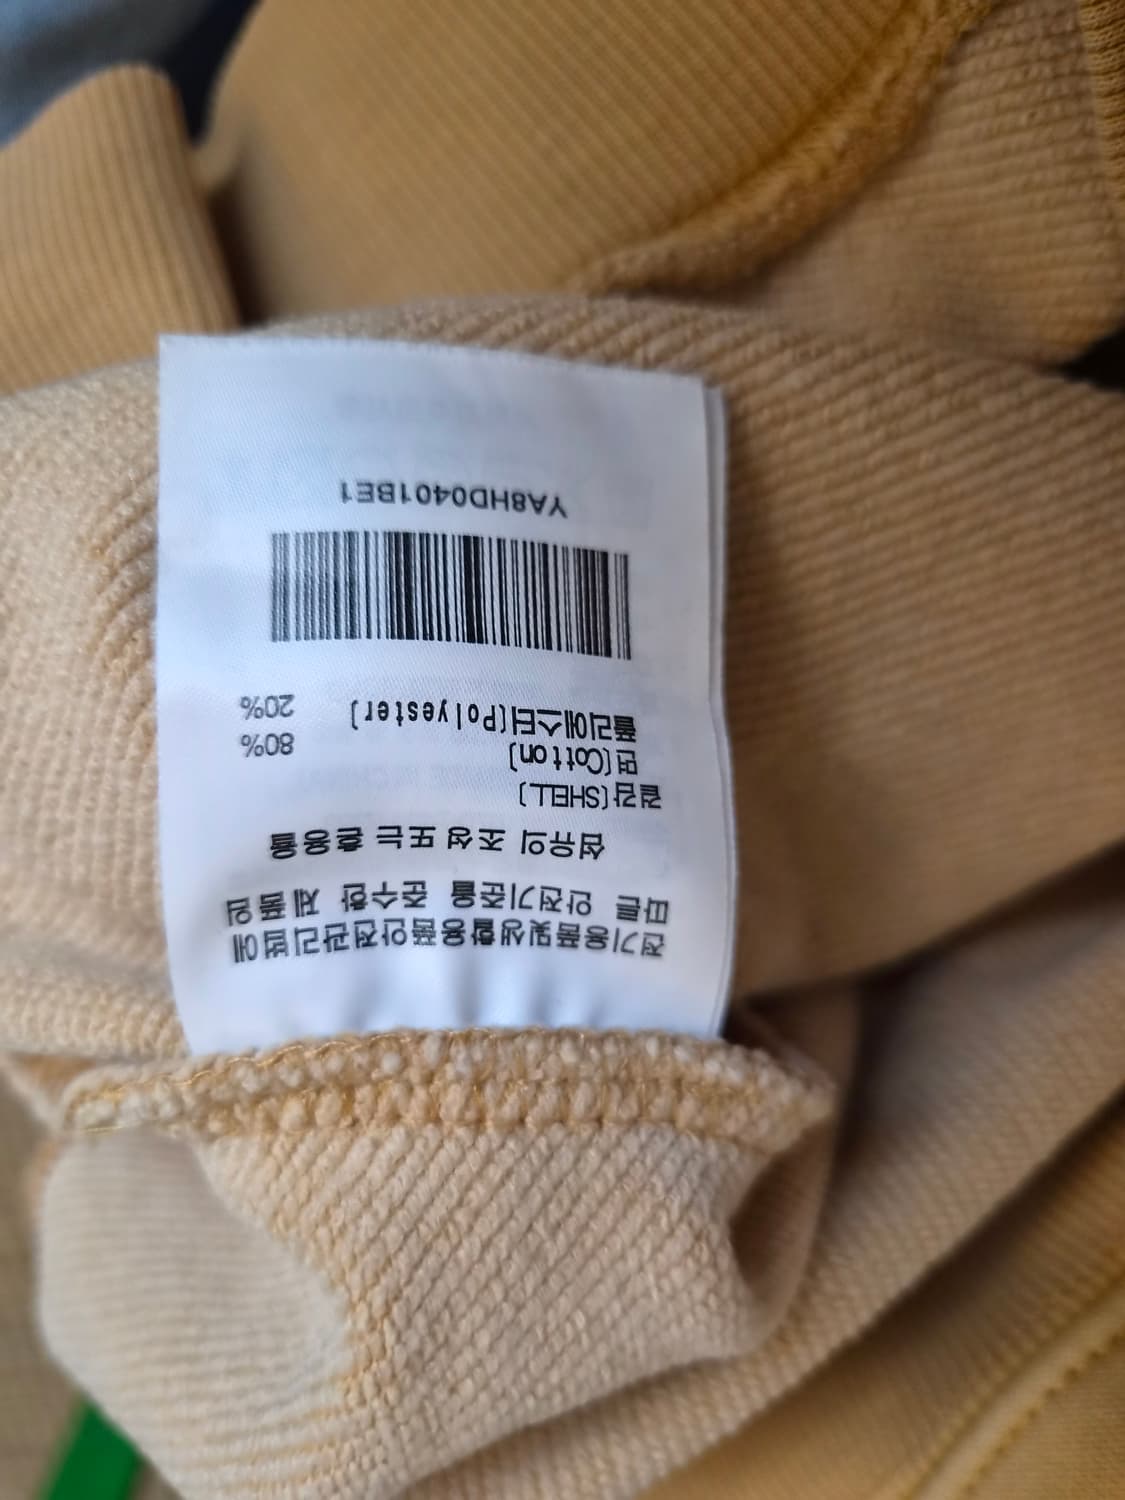 전기용품및생활용품안전관리법에
따른 안전기준을 준수한 제품임
섬유의 조성 또는 혼용율
겉감(SHELL)
면(Cotton) 80%
폴리에스터(Polyester) 20%
YA8HD0401BE1